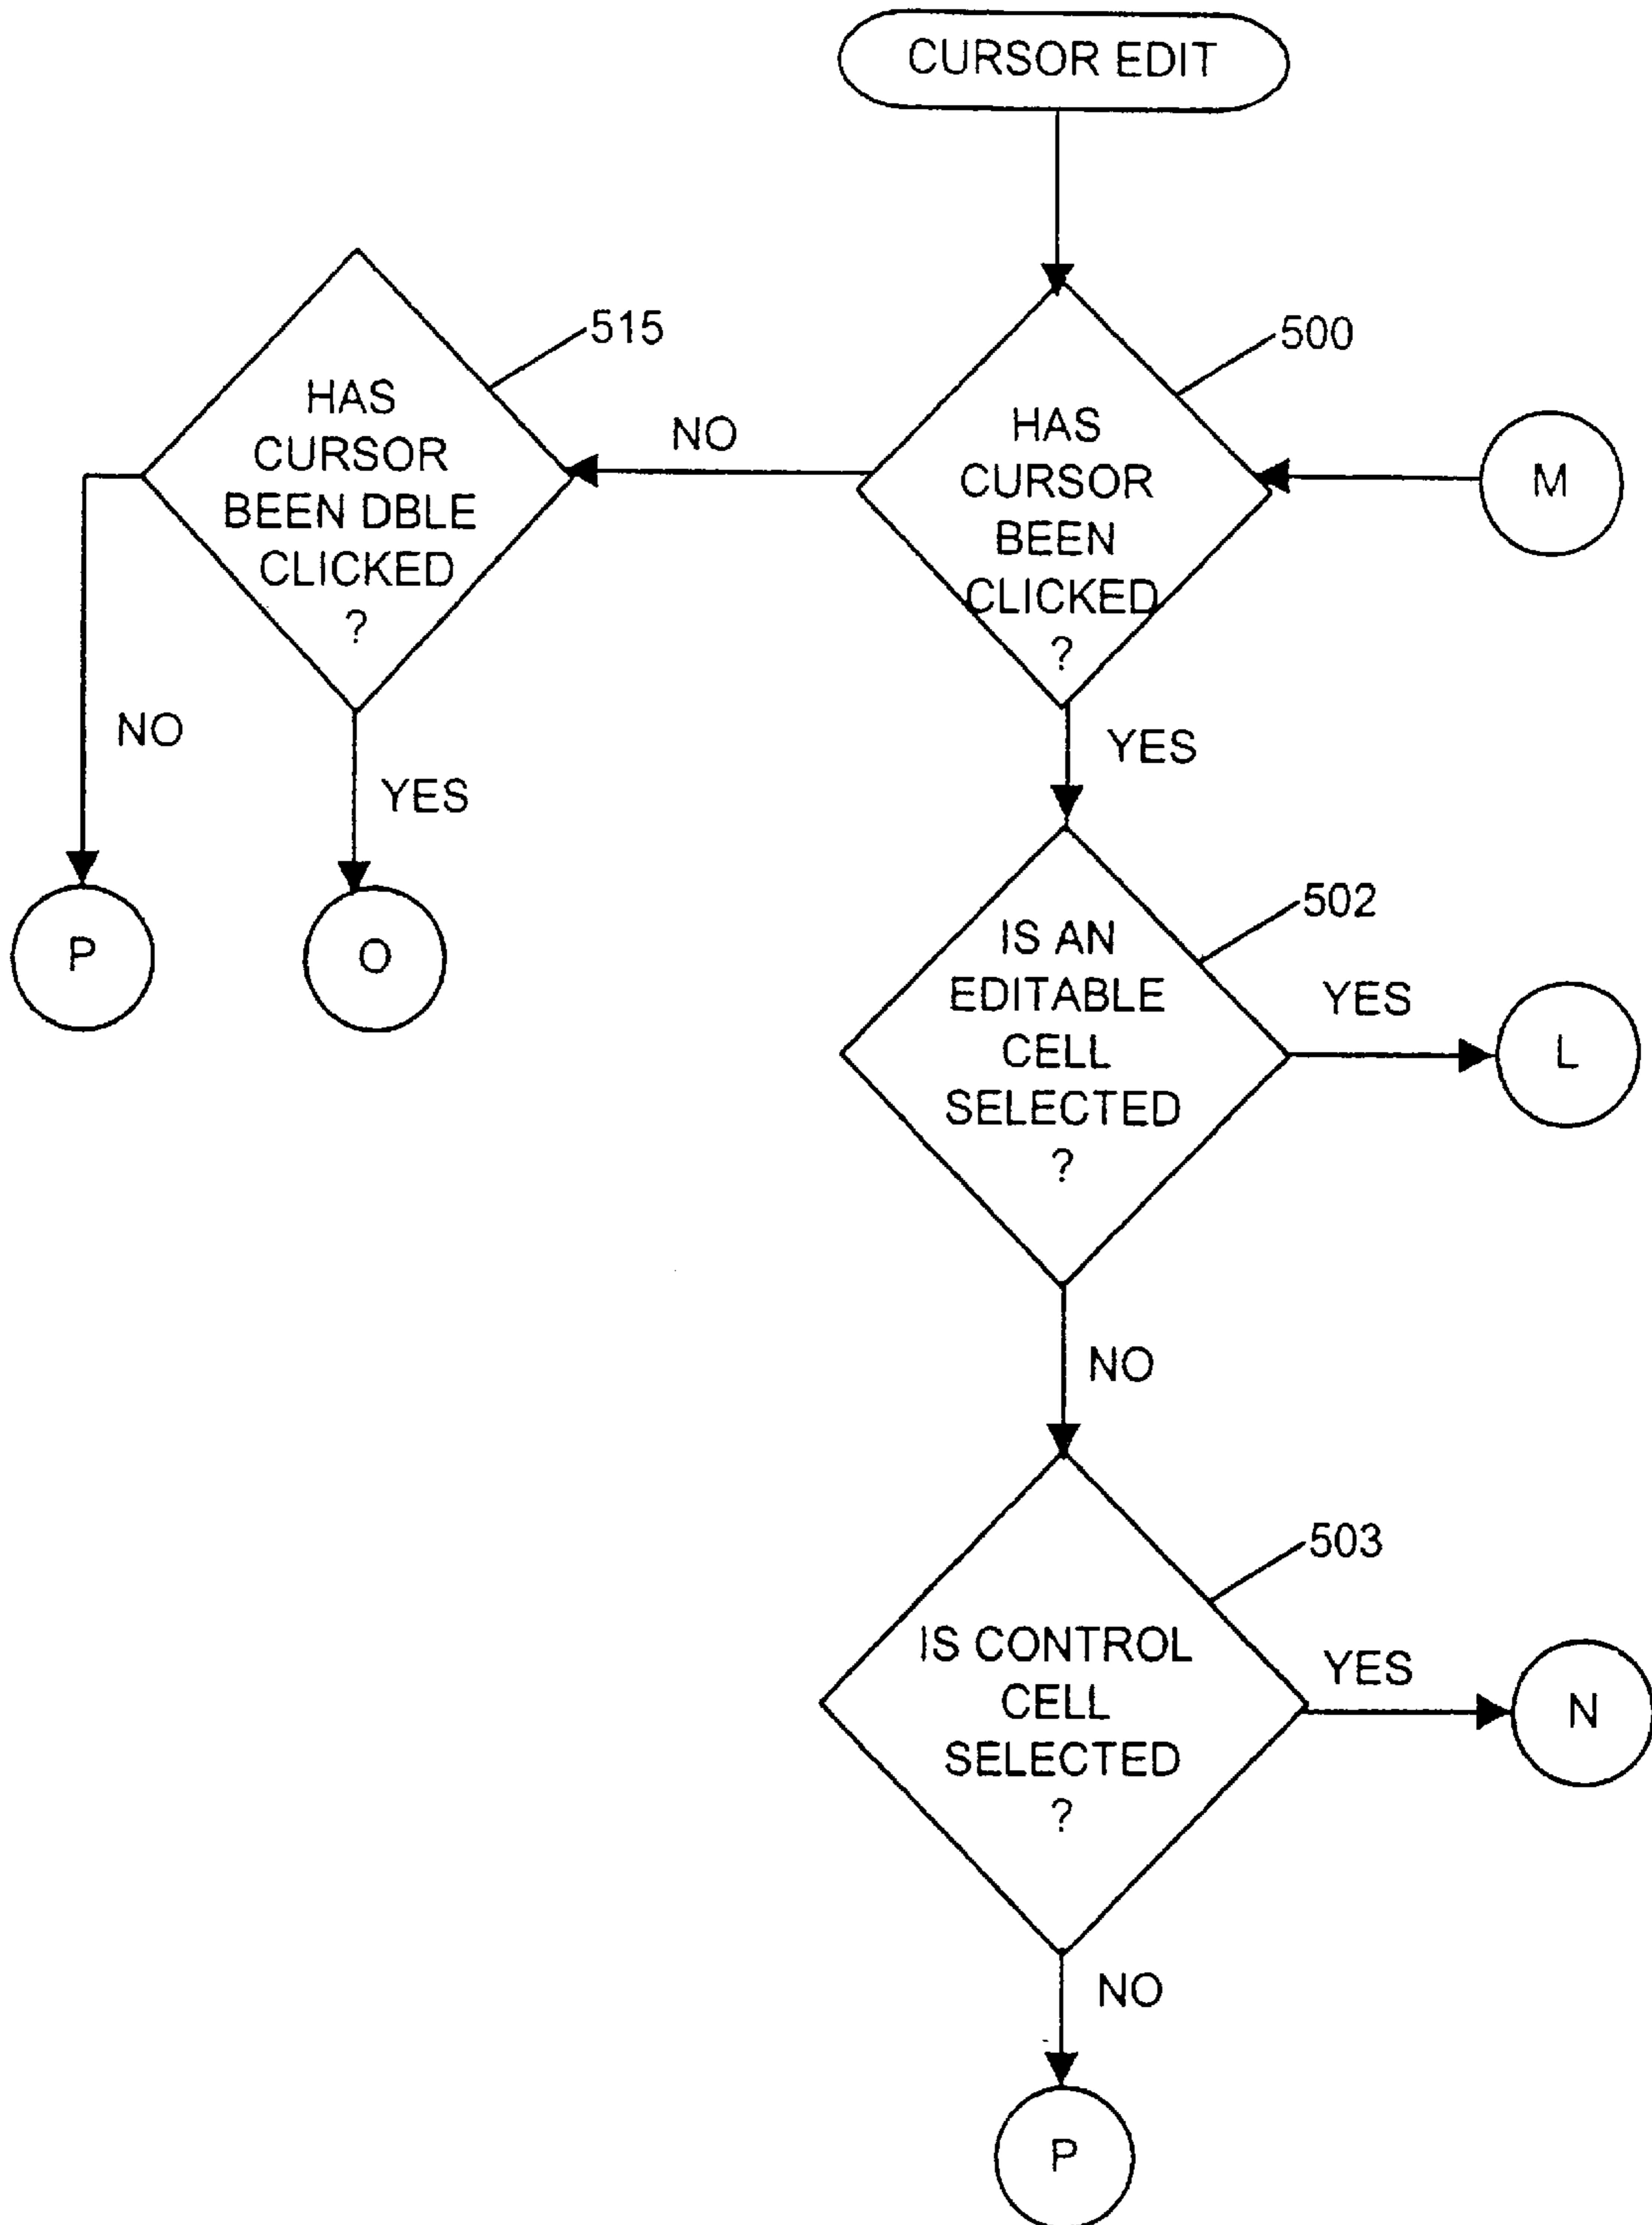 CURSOR EDIT
515
HAS
CURSOR
BEEN DBLE
CLICKED
?
NO
500
HAS
CURSOR
BEEN
CLICKED
?
M
NO
YES
YES
P
O
502
IS AN
EDITABLE
CELL
SELECTED
?
YES
L
NO
503
IS CONTROL
CELL
SELECTED
?
YES
N
NO
P